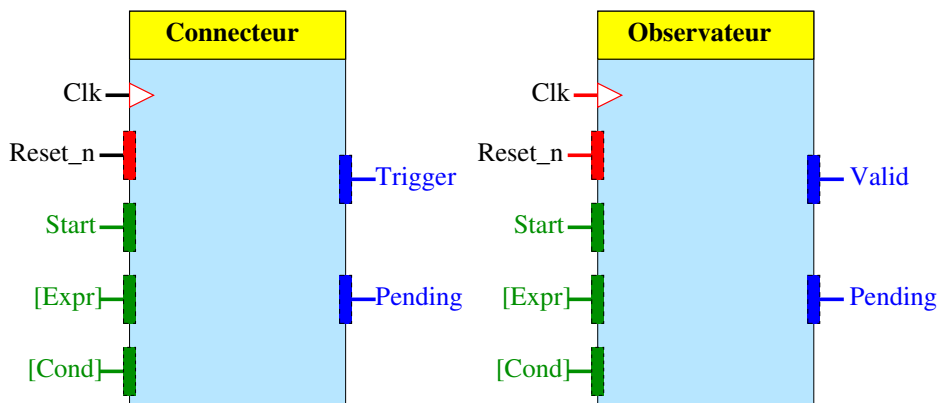 Connecteur
Clk
Reset_n
Trigger
Start
[Expr]
Pending
[Cond]
Observateur
Clk
Reset_n
Valid
Start
[Expr]
Pending
[Cond]